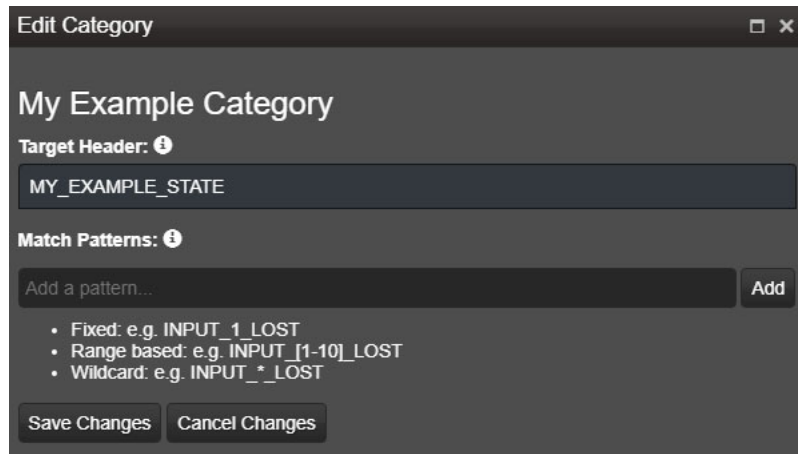 Edit Category
My Example Category
Target Header:
MY_EXAMPLE_STATE
Match Patterns:
Add a pattern...
Add
• Fixed: e.g. INPUT_1_LOST
• Range based: e.g. INPUT_[1-10]_LOST
• Wildcard: e.g. INPUT_*_LOST
Save Changes Cancel Changes